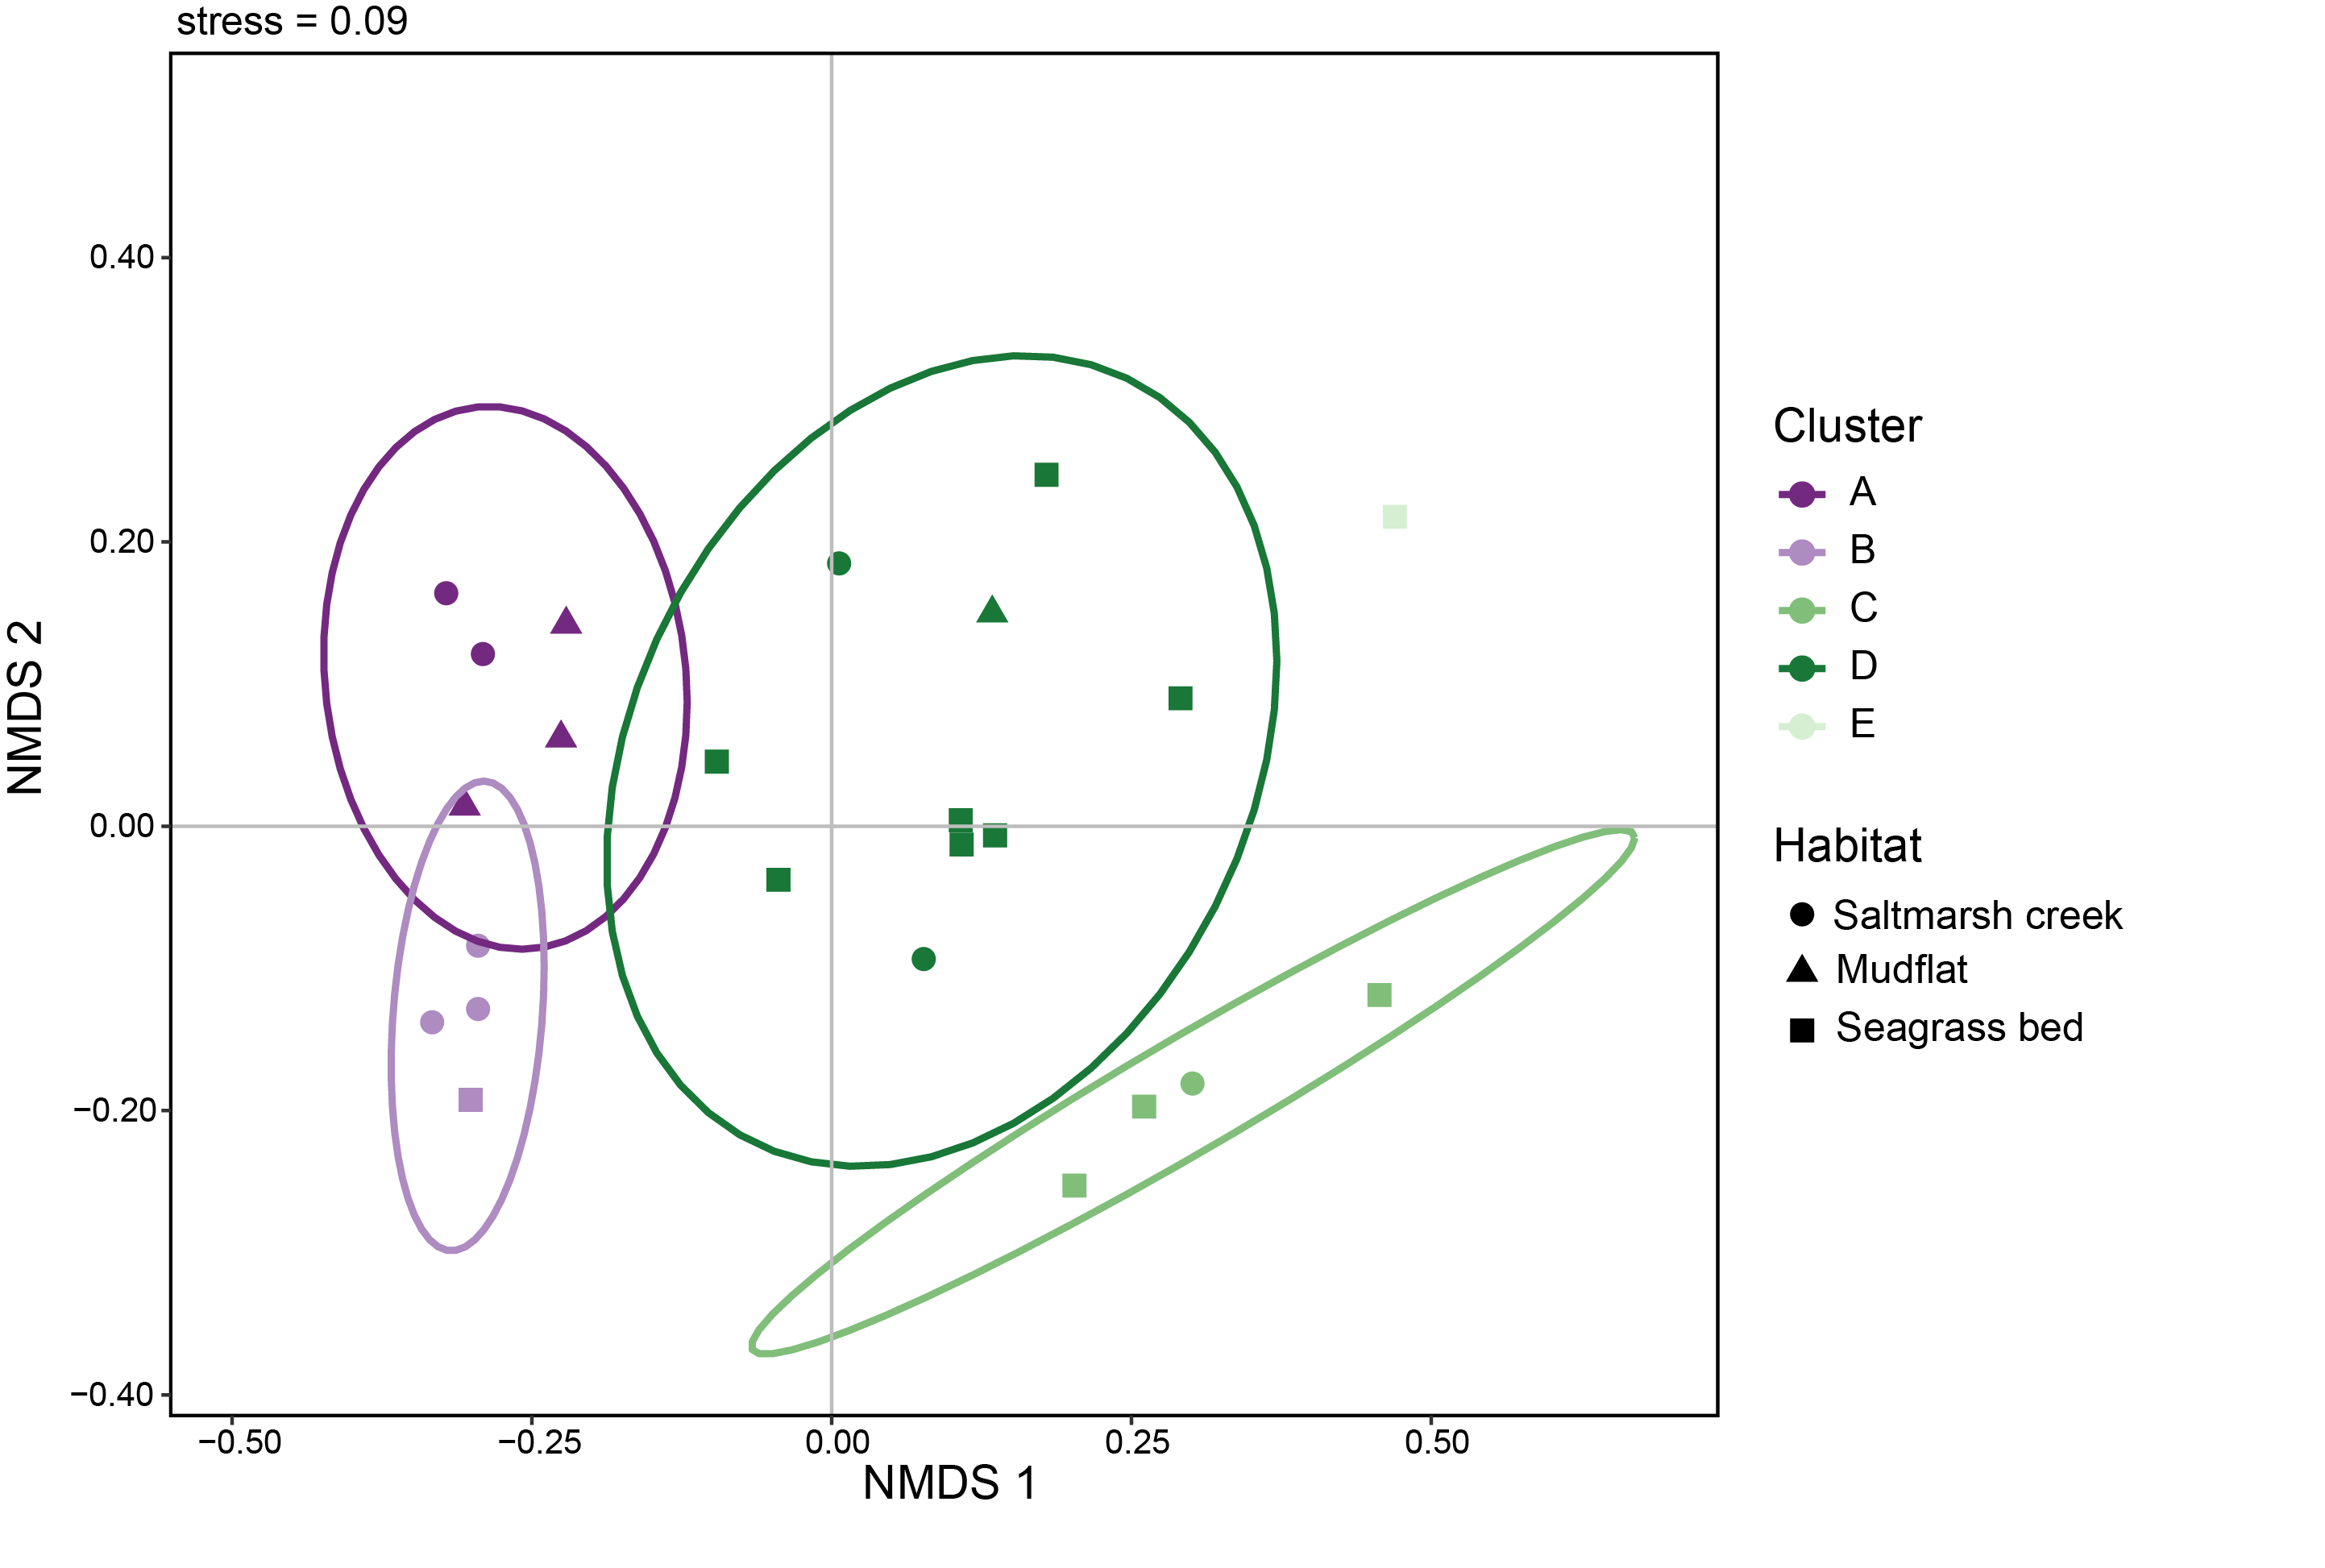 stress = 0.09
NMDS 2
0.40
0.20
0.00
−0.20
−0.40
−0.50
−0.25
0.00
0.25
0.50
NMDS 1
Cluster
A
B
C
D
E
Habitat
Saltmarsh creek
Mudflat
Seagrass bed